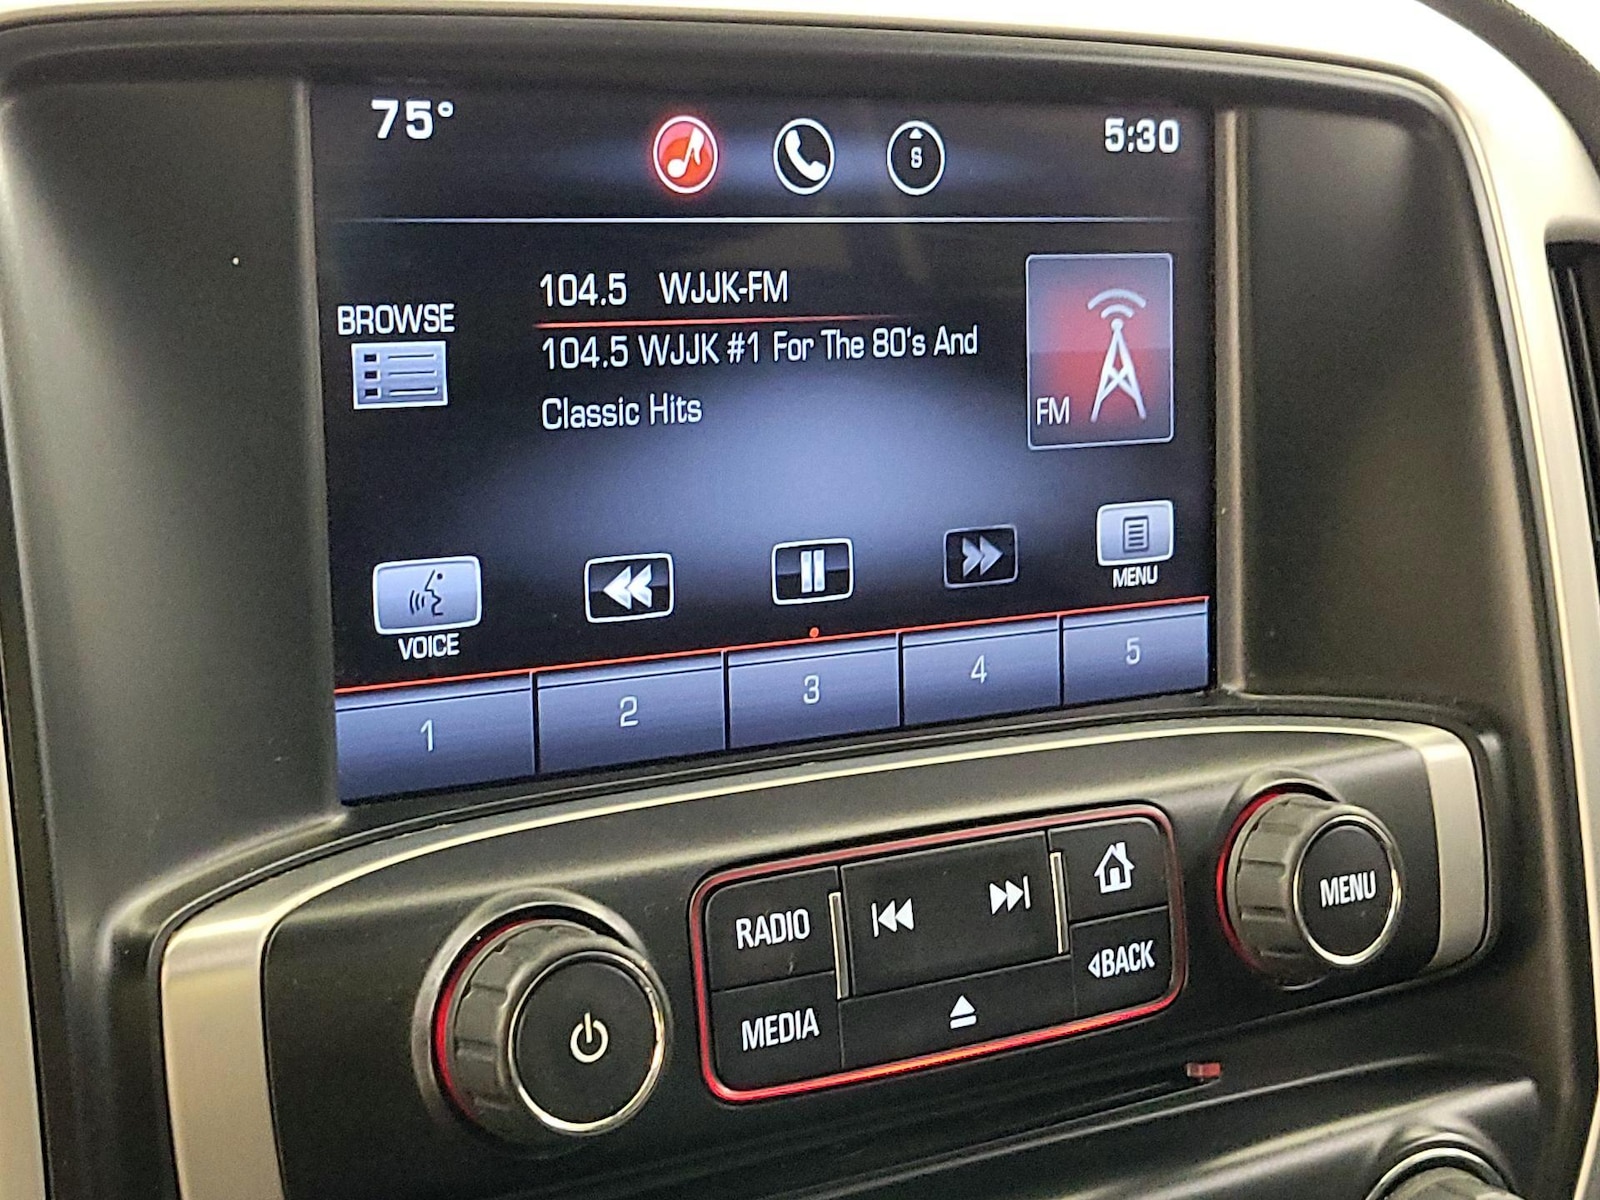 75°
5:30
S
104.5 WJJK-FM
BROWSE
104.5 WJJK #1 For The 80's And
Classic Hits
FM
VOICE
MENU
1 2 3 4 5
RADIO
MEDIA
◁BACK
MENU